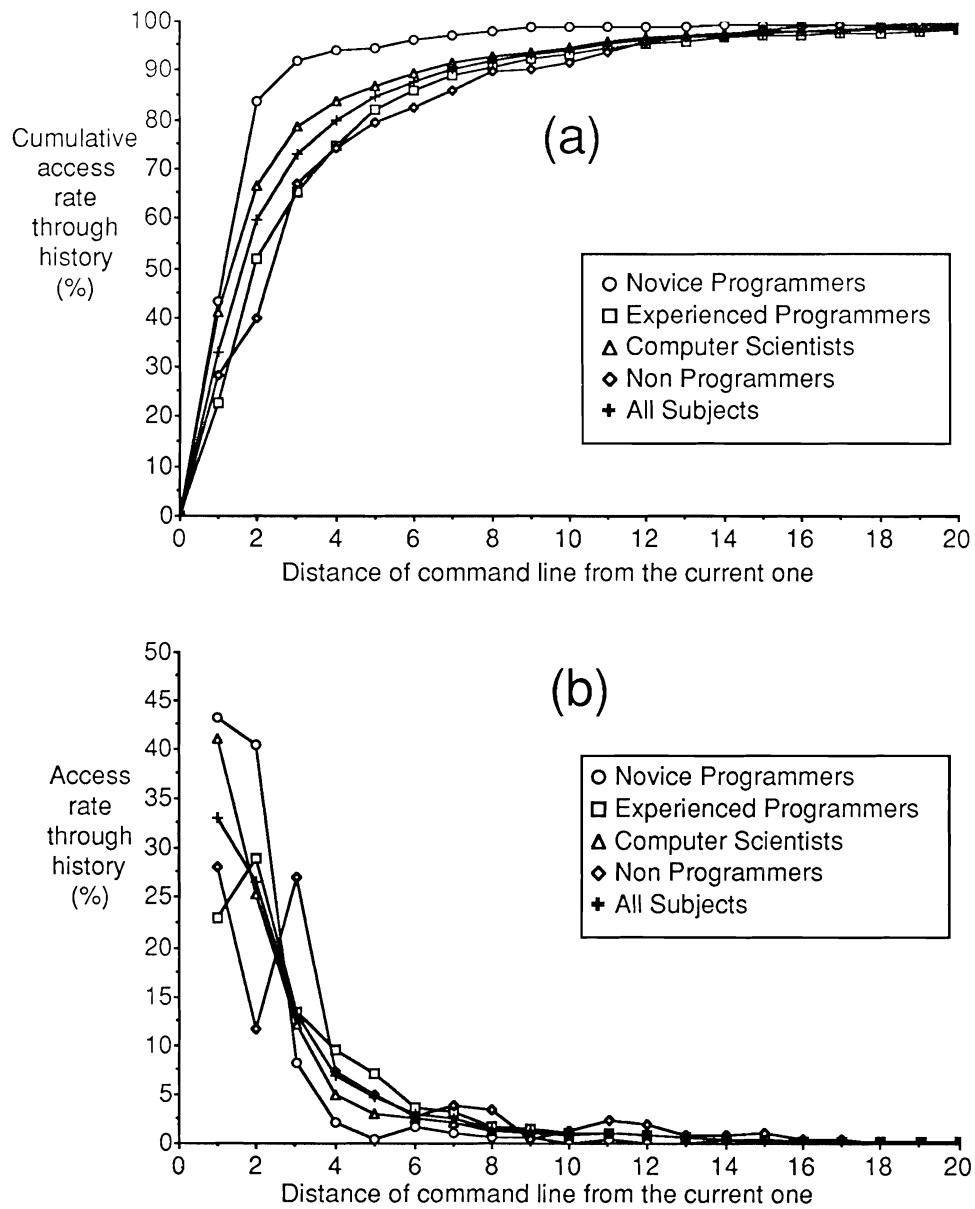 100
90
80
70
60
50
40
30
20
10
0
Cumulative
access
rate
through
history
(%)
(a)
Novice Programmers
Experienced Programmers
Computer Scientists
Non Programmers
All Subjects
0 2 4 6 8 10 12 14 16 18 20
Distance of command line from the current one
50
45
40
35
30
25
20
15
10
5
0
Access
rate
through
history
(%)
(b)
Novice Programmers
Experienced Programmers
Computer Scientists
Non Programmers
All Subjects
0 2 4 6 8 10 12 14 16 18 20
Distance of command line from the current one